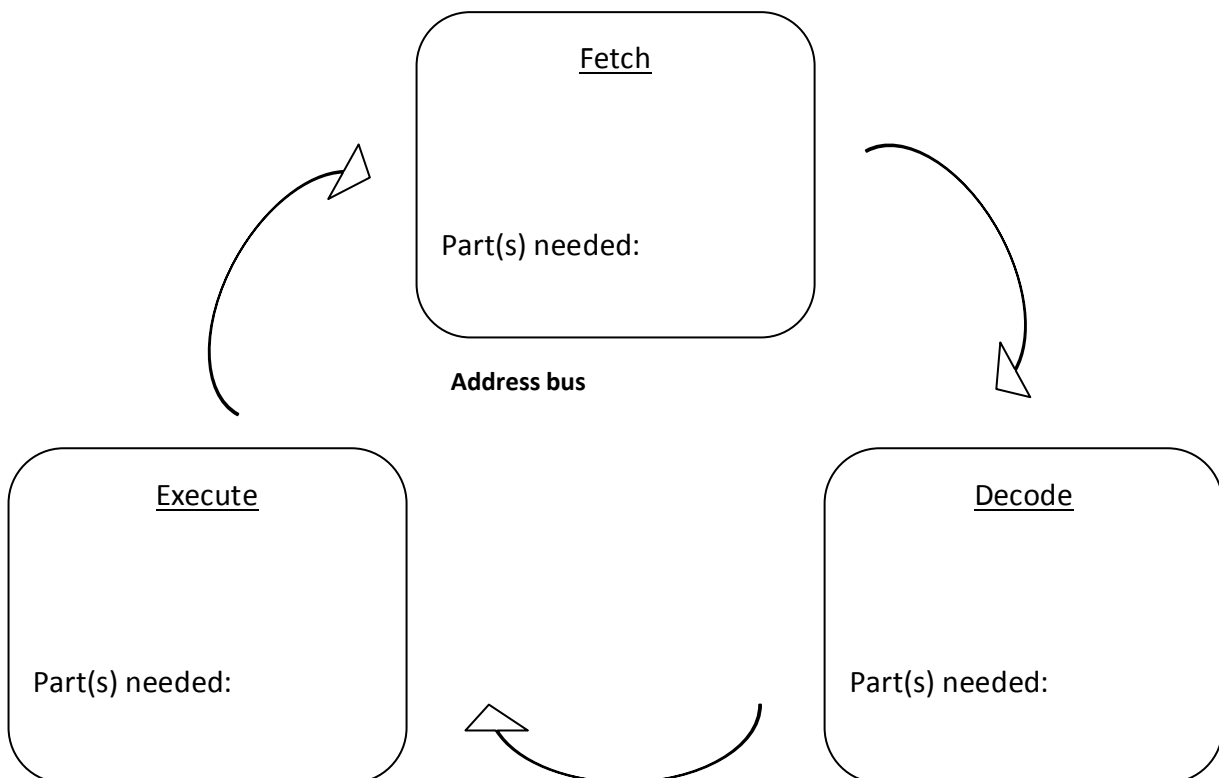 Fetch
Part(s) needed:
Address bus
Execute
Part(s) needed:
Decode
Part(s) needed: